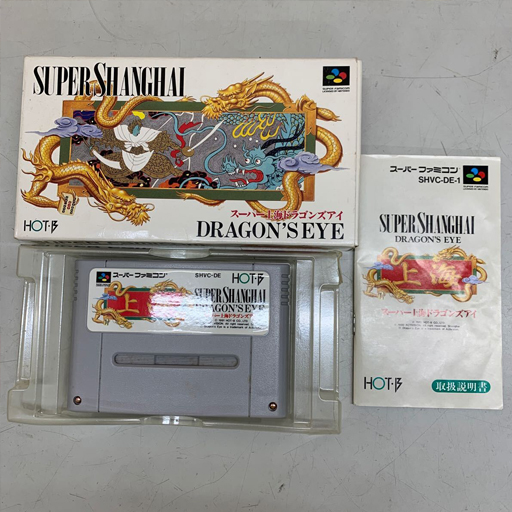 SUPER SHANGHAI
SUPER FAMICOM
スーパー上海ドラゴンズアイ
HOT・B
DRAGON'S EYE
スーパーファミコン
SHVC-DE
HOT・B
上
SUPER SHANGHAI
DRAGON'S EYE
スーパー上海ドラゴンズアイ
スーパーファミコン
SHVC-DE-1
SUPER SHANGHAI
DRAGON'S EYE
上海
スーパー上海ドラゴンズアイ
HOT・B
取扱説明書